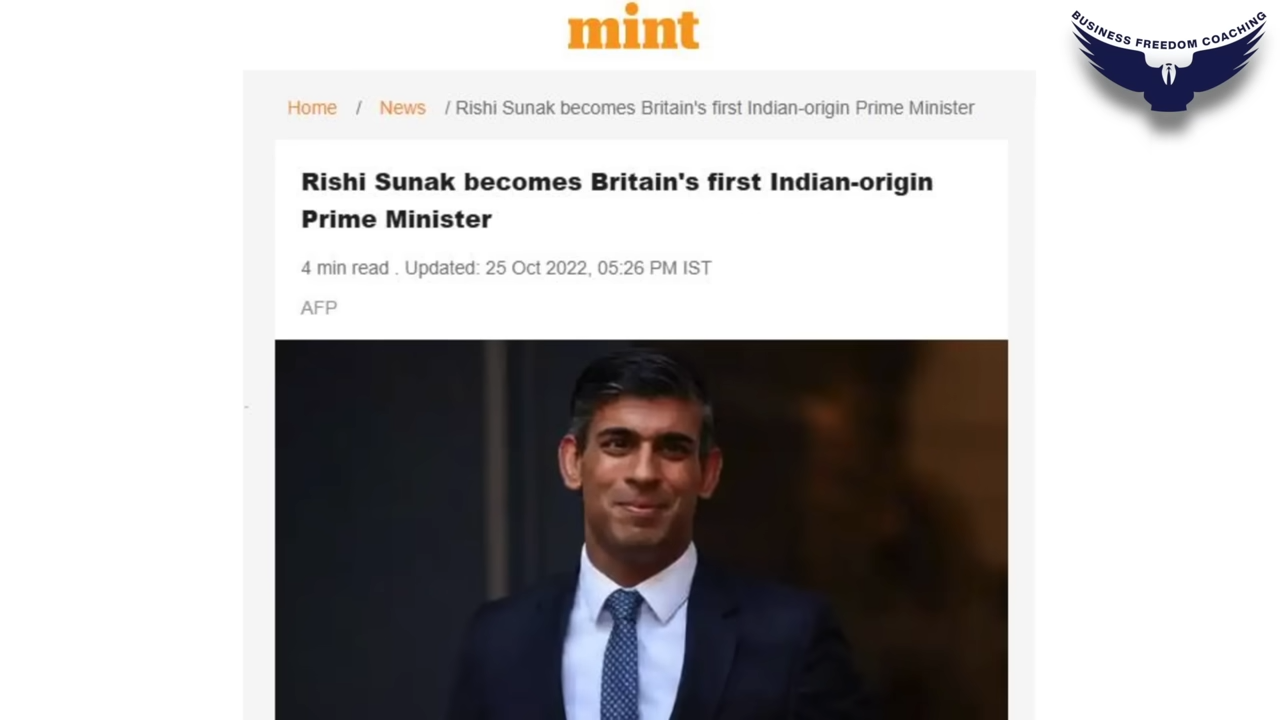 mint
BUSINESS FREEDOM COACHING
Home / News / Rishi Sunak becomes Britain's first Indian-origin Prime Minister
Rishi Sunak becomes Britain's first Indian-origin
Prime Minister
4 min read . Updated: 25 Oct 2022, 05:26 PM IST
AFP